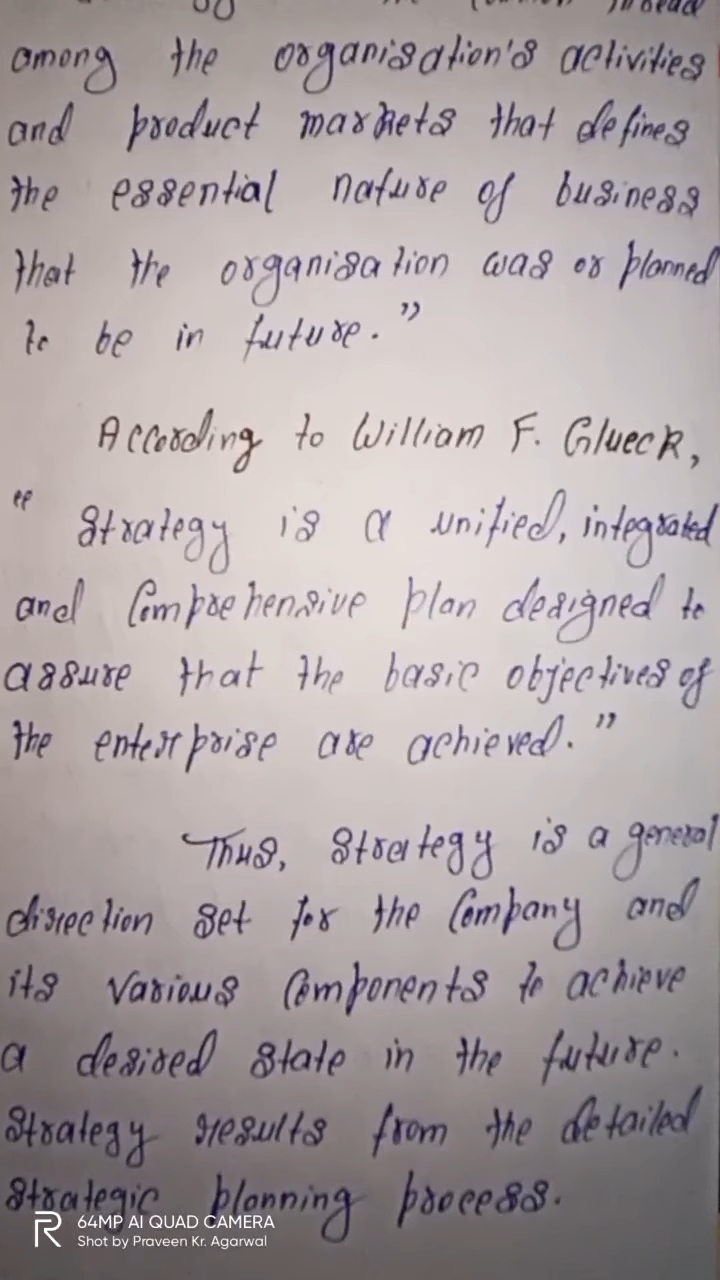 among the organisation's activities
and product markets that defines
the essential nature of business
that the organisation was or planned
to be in future.”
According to William F. Glueck,
“Strategy is a unified, integrated
and Comprehensive plan designed to
assure that the basic objectives of
the enterprise are achieved.”
Thus, Strategy is a general
direction set for the Company and
its various Components to achieve
a desired state in the future.
Strategy results from the detailed
strategic planning process.
64MP AI QUAD CAMERA
Shot by Praveen Kr. Agarwal